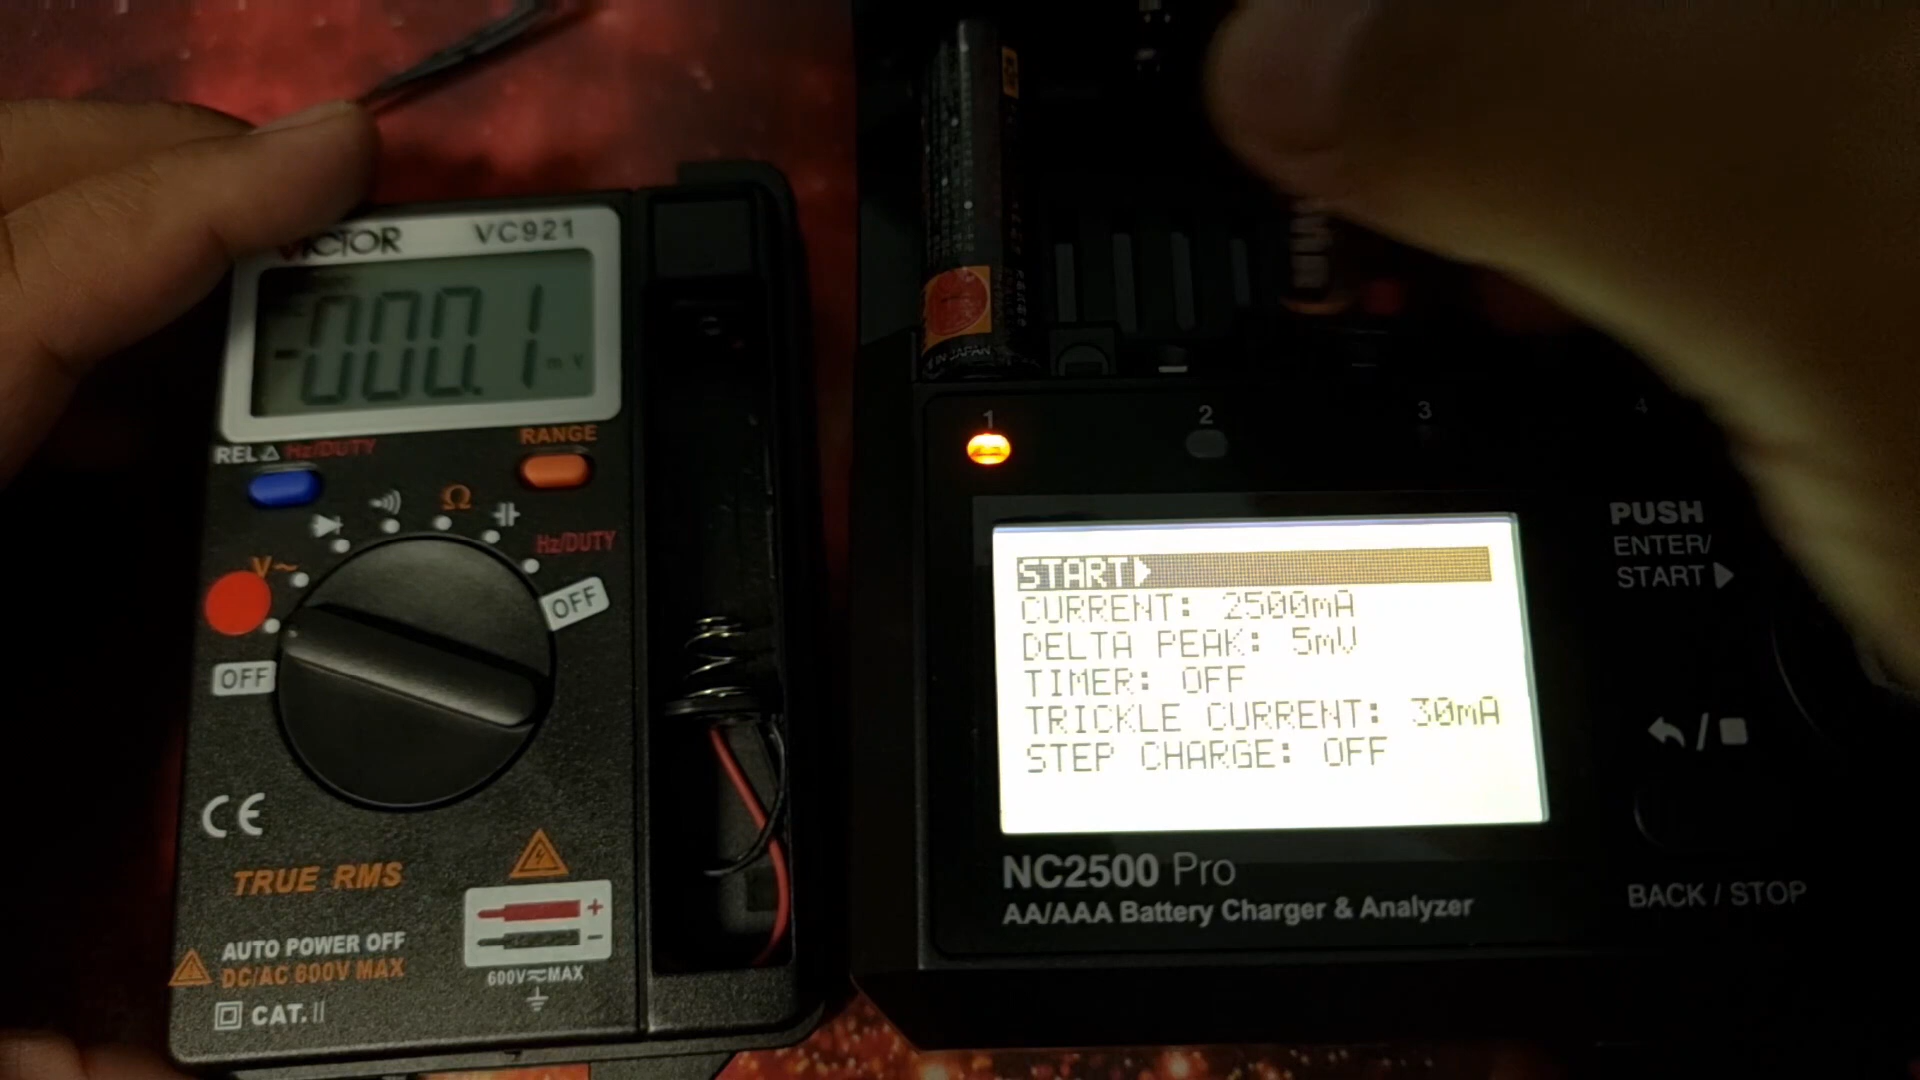 VICTOR VC921
-000.1 mV
REL Δ Hz/DUTY
RANGE
Ω
V~
Hz/DUTY
OFF
OFF
CE
TRUE RMS
AUTO POWER OFF
DC/AC 600V MAX
CAT. II
+
-
600V⎓MAX
IN JAPAN
1
2
3
4
START▶
CURRENT: 2500mA
DELTA PEAK: 5mV
TIMER: OFF
TRICKLE CURRENT: 30mA
STEP CHARGE: OFF
NC2500 Pro
AA/AAA Battery Charger & Analyzer
PUSH
ENTER/
START ▶
BACK / STOP